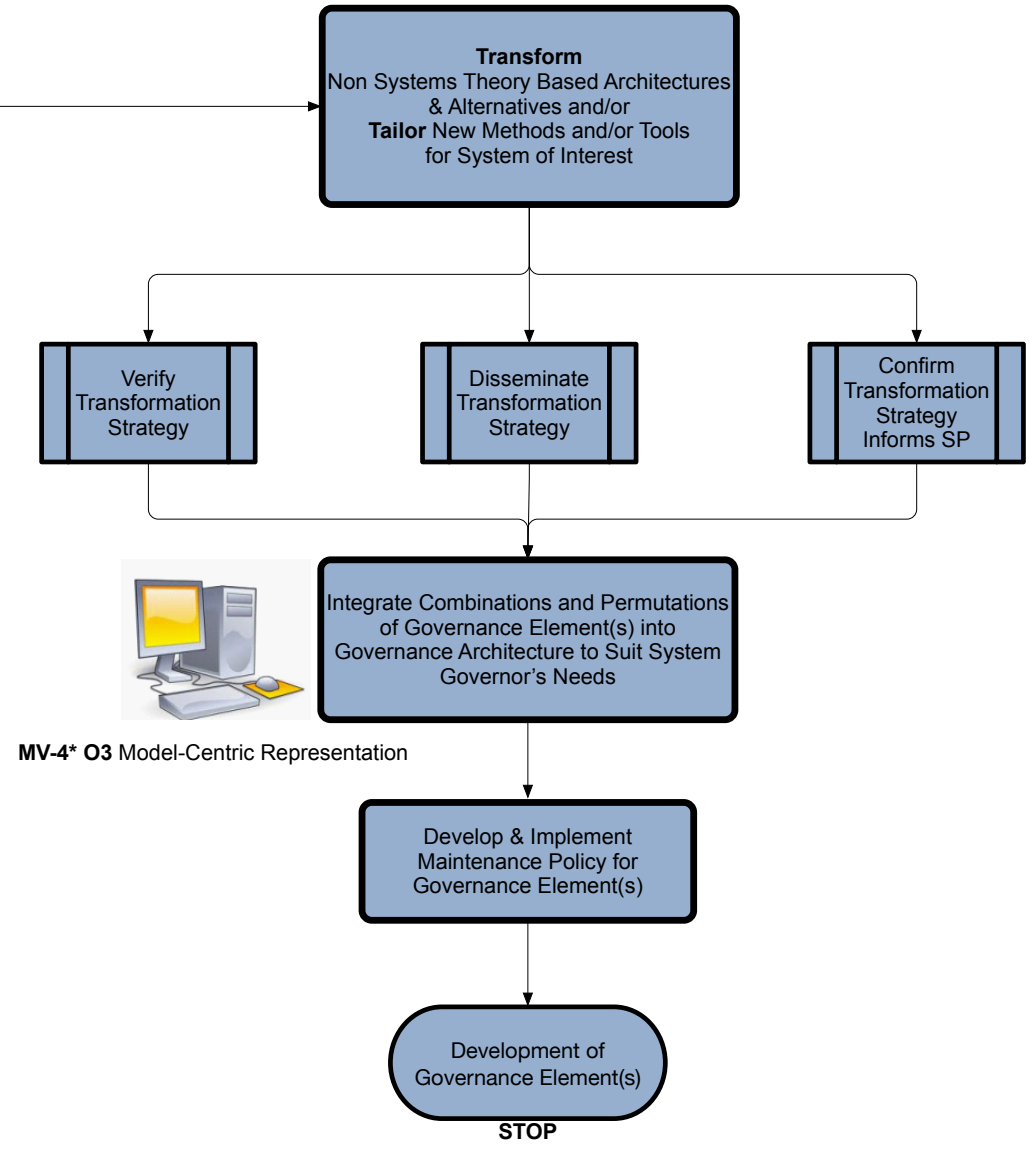 Transform
Non Systems Theory Based Architectures
& Alternatives and/or
Tailor New Methods and/or Tools
for System of Interest
Verify
Transformation
Strategy
Disseminate
Transformation
Strategy
Confirm
Transformation
Strategy
Informs SP
Integrate Combinations and Permutations
of Governance Element(s) into
Governance Architecture to Suit System
Governor’s Needs
MV-4* O3 Model-Centric Representation
Develop & Implement
Maintenance Policy for
Governance Element(s)
Development of
Governance Element(s)
STOP